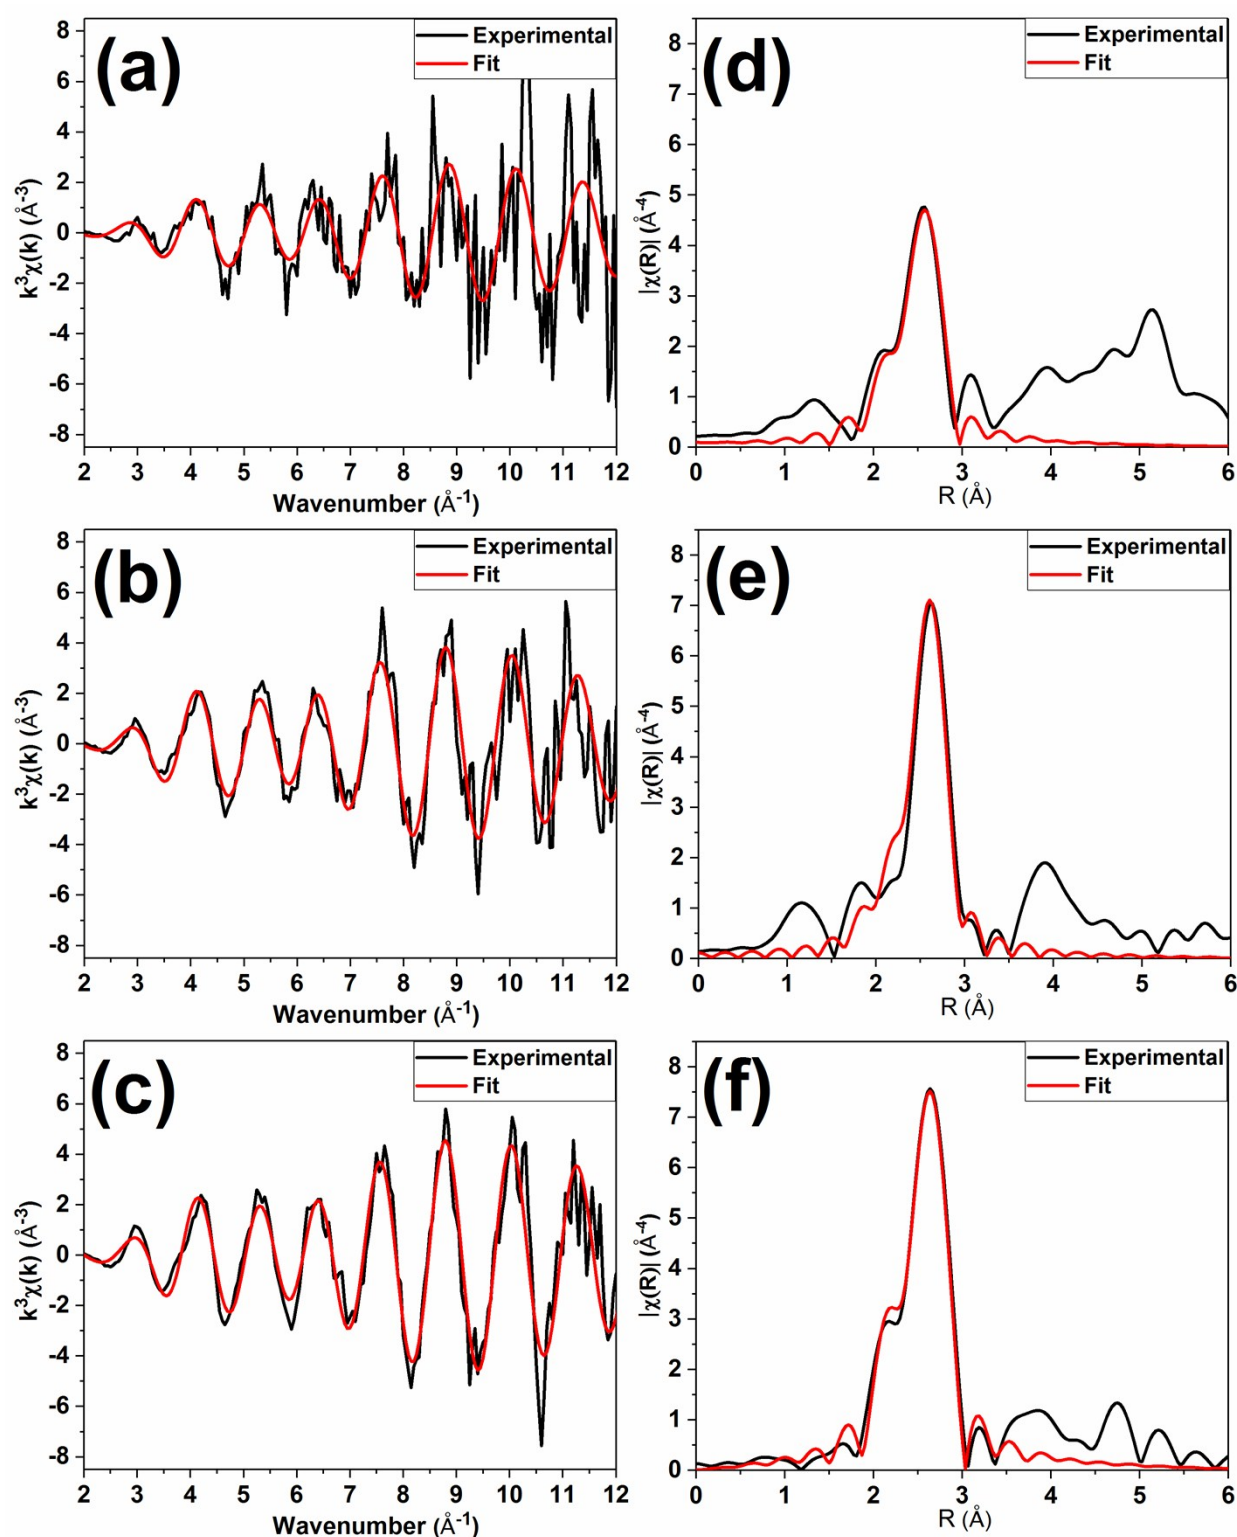 (a)
Experimental
Fit
k³χ(k) (Å⁻³)
8
6
4
2
0
-2
-4
-6
-8
2 3 4 5 6 7 8 9 10 11 12
Wavenumber (Å⁻¹)
(d)
Experimental
Fit
|χ(R)| (Å⁻⁴)
8
7
6
5
4
3
2
1
0
0 1 2 3 4 5 6
R (Å)
(b)
Experimental
Fit
k³χ(k) (Å⁻³)
8
6
4
2
0
-2
-4
-6
-8
2 3 4 5 6 7 8 9 10 11 12
Wavenumber (Å⁻¹)
(e)
Experimental
Fit
|χ(R)| (Å⁻⁴)
8
7
6
5
4
3
2
1
0
0 1 2 3 4 5 6
R (Å)
(c)
Experimental
Fit
k³χ(k) (Å⁻³)
8
6
4
2
0
-2
-4
-6
-8
2 3 4 5 6 7 8 9 10 11 12
Wavenumber (Å⁻¹)
(f)
Experimental
Fit
|χ(R)| (Å⁻⁴)
8
7
6
5
4
3
2
1
0
0 1 2 3 4 5 6
R (Å)